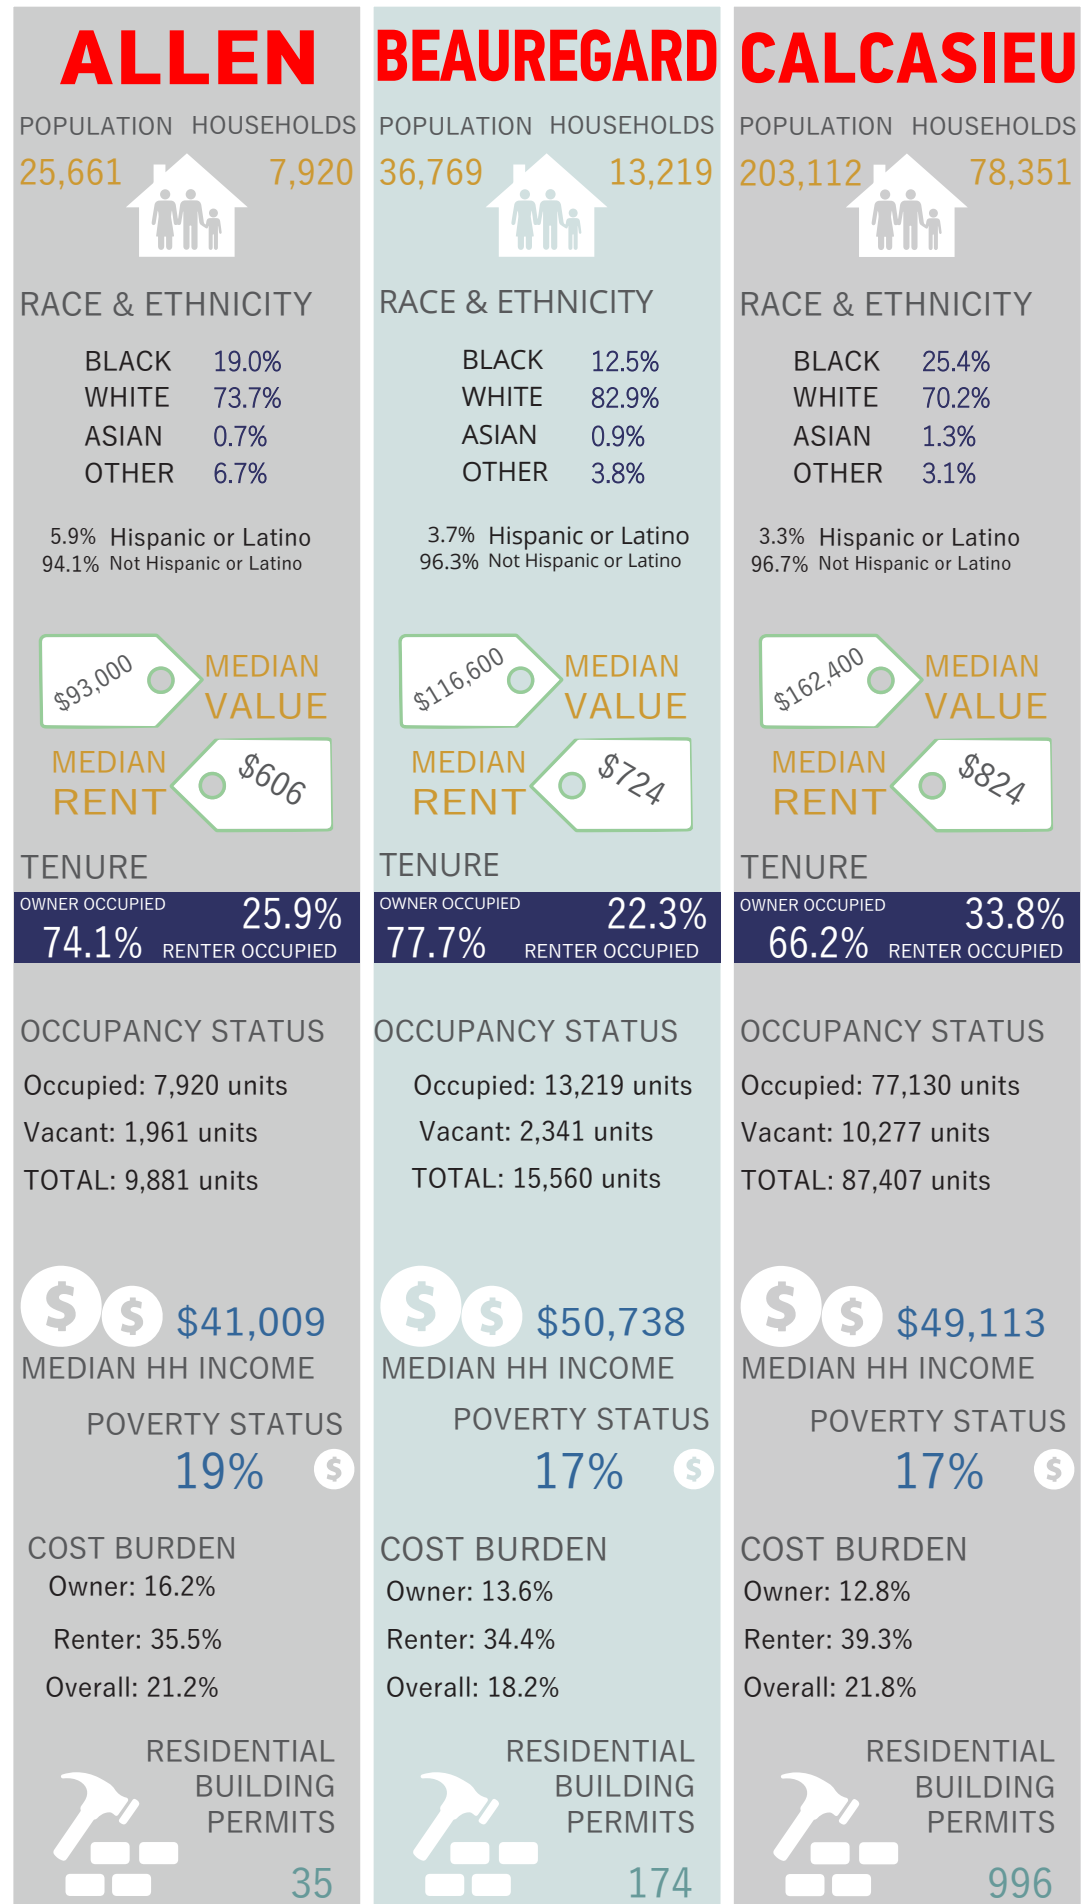 ALLEN
POPULATION HOUSEHOLDS
25,661 7,920
RACE & ETHNICITY
BLACK 19.0%
WHITE 73.7%
ASIAN 0.7%
OTHER 6.7%
5.9% Hispanic or Latino
94.1% Not Hispanic or Latino
$93,000
MEDIAN
VALUE
MEDIAN
RENT
$606
TENURE
OWNER OCCUPIED
74.1%
25.9%
RENTER OCCUPIED
OCCUPANCY STATUS
Occupied: 7,920 units
Vacant: 1,961 units
TOTAL: 9,881 units
$ $ $41,009
MEDIAN HH INCOME
POVERTY STATUS
19% $
COST BURDEN
Owner: 16.2%
Renter: 35.5%
Overall: 21.2%
RESIDENTIAL
BUILDING
PERMITS
35
BEAUREGARD
POPULATION HOUSEHOLDS
36,769 13,219
RACE & ETHNICITY
BLACK 12.5%
WHITE 82.9%
ASIAN 0.9%
OTHER 3.8%
3.7% Hispanic or Latino
96.3% Not Hispanic or Latino
$116,600
MEDIAN
VALUE
MEDIAN
RENT
$724
TENURE
OWNER OCCUPIED
77.7%
22.3%
RENTER OCCUPIED
OCCUPANCY STATUS
Occupied: 13,219 units
Vacant: 2,341 units
TOTAL: 15,560 units
$ $ $50,738
MEDIAN HH INCOME
POVERTY STATUS
17% $
COST BURDEN
Owner: 13.6%
Renter: 34.4%
Overall: 18.2%
RESIDENTIAL
BUILDING
PERMITS
174
CALCASIEU
POPULATION HOUSEHOLDS
203,112 78,351
RACE & ETHNICITY
BLACK 25.4%
WHITE 70.2%
ASIAN 1.3%
OTHER 3.1%
3.3% Hispanic or Latino
96.7% Not Hispanic or Latino
$162,400
MEDIAN
VALUE
MEDIAN
RENT
$824
TENURE
OWNER OCCUPIED
66.2%
33.8%
RENTER OCCUPIED
OCCUPANCY STATUS
Occupied: 77,130 units
Vacant: 10,277 units
TOTAL: 87,407 units
$ $ $49,113
MEDIAN HH INCOME
POVERTY STATUS
17% $
COST BURDEN
Owner: 12.8%
Renter: 39.3%
Overall: 21.8%
RESIDENTIAL
BUILDING
PERMITS
996